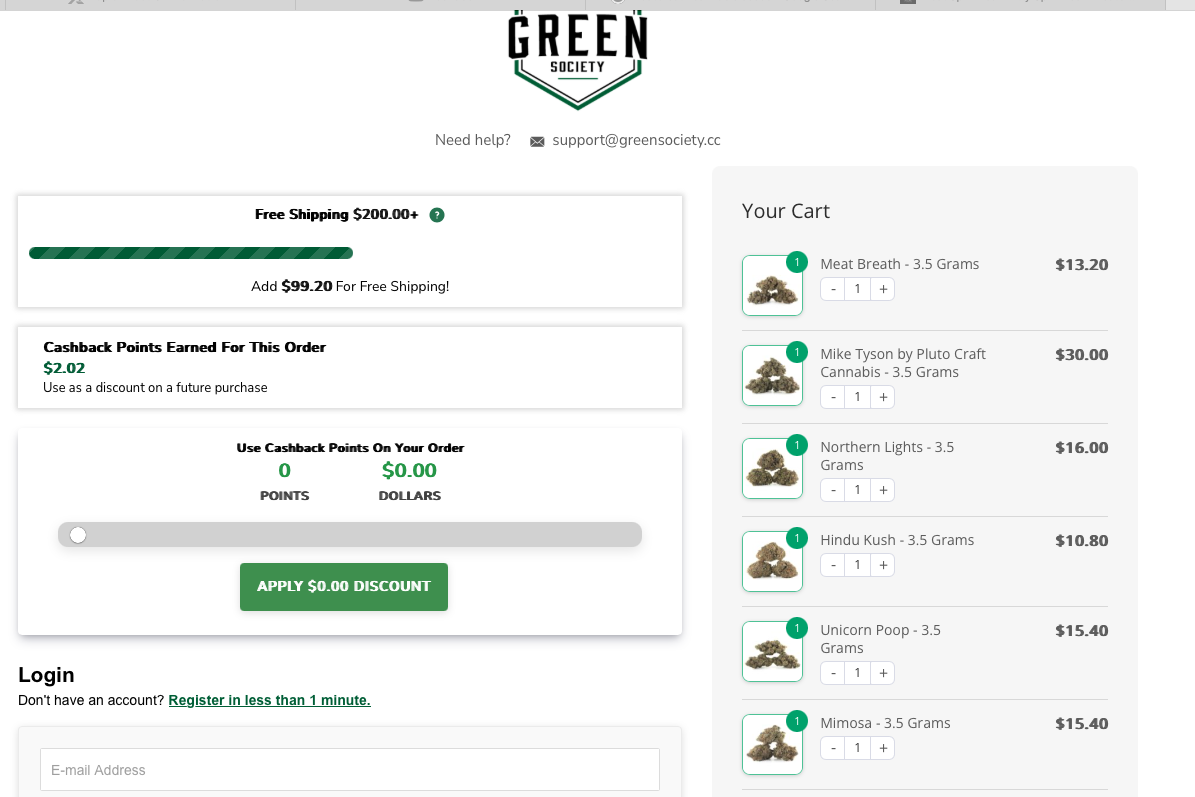 GREEN
SOCIETY
Need help? support@greensociety.cc
Free Shipping $200.00+ ?
Add $99.20 For Free Shipping!
Cashback Points Earned For This Order
$2.02
Use as a discount on a future purchase
Use Cashback Points On Your Order
0 $0.00
POINTS DOLLARS
APPLY $0.00 DISCOUNT
Login
Don't have an account? Register in less than 1 minute.
E-mail Address
Your Cart
1
Meat Breath - 3.5 Grams $13.20
- 1 +
1
Mike Tyson by Pluto Craft $30.00
Cannabis - 3.5 Grams
- 1 +
1
Northern Lights - 3.5 $16.00
Grams
- 1 +
1
Hindu Kush - 3.5 Grams $10.80
- 1 +
1
Unicorn Poop - 3.5 $15.40
Grams
- 1 +
1
Mimosa - 3.5 Grams $15.40
- 1 +